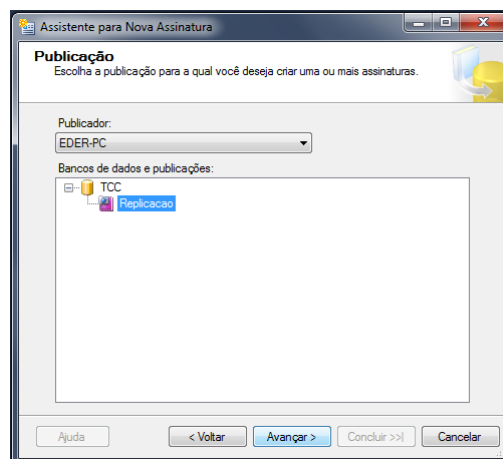 Assistente para Nova Assinatura
Publicação
Escolha a publicação para a qual você deseja criar uma ou mais assinaturas.
Publicador:
EDER-PC
Bancos de dados e publicações:
TCC
Replicacao
Ajuda
< Voltar
Avançar >
Concluir >>|
Cancelar